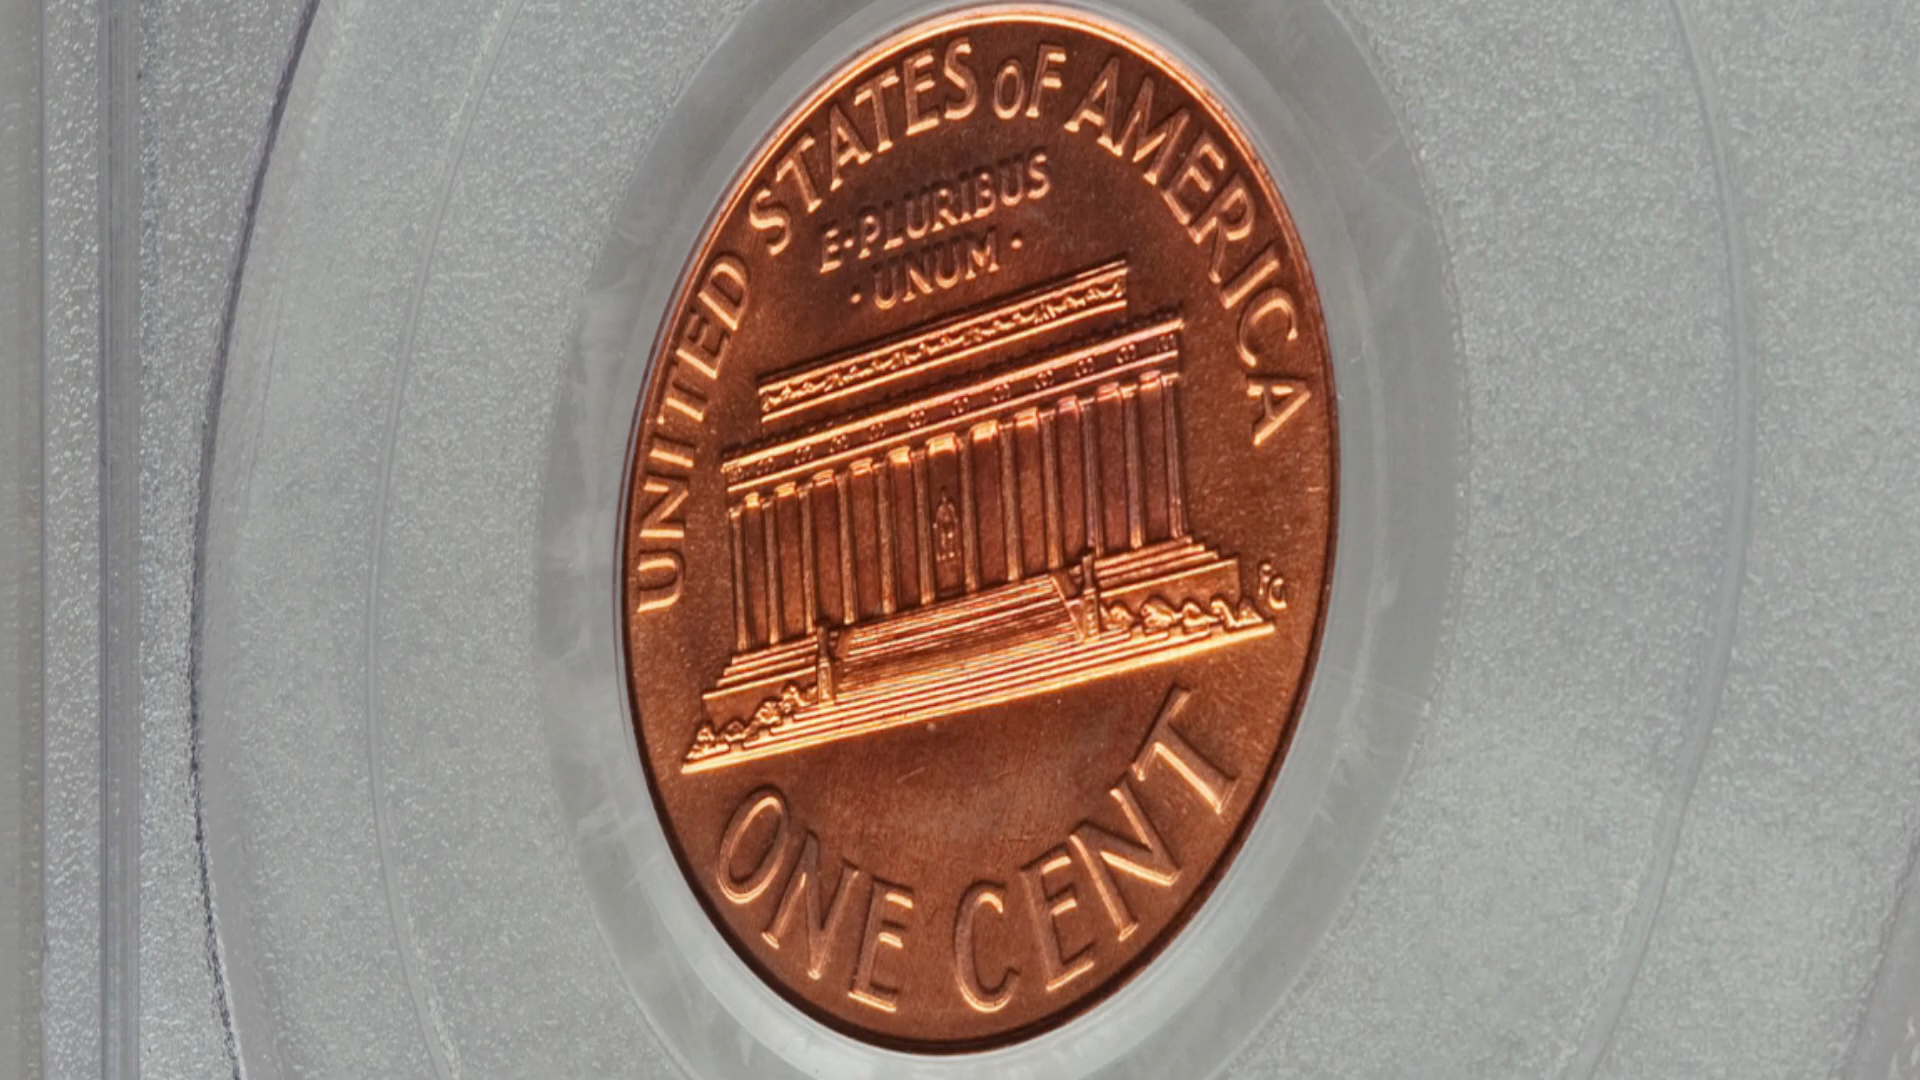 UNITED STATES OF AMERICA
E·PLURIBUS
·UNUM·
FG
ONE CENT